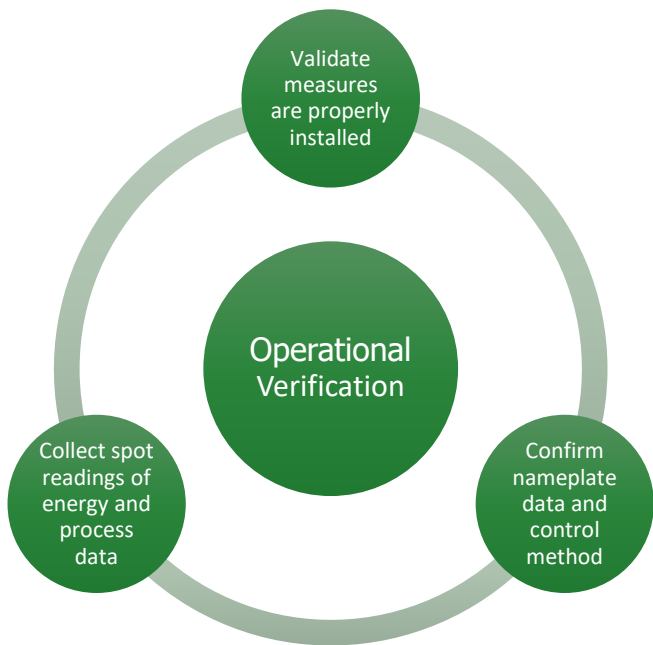 Validate
measures
are properly
installed
Operational
Verification
Collect spot
readings of
energy and
process
data
Confirm
nameplate
data and
control
method